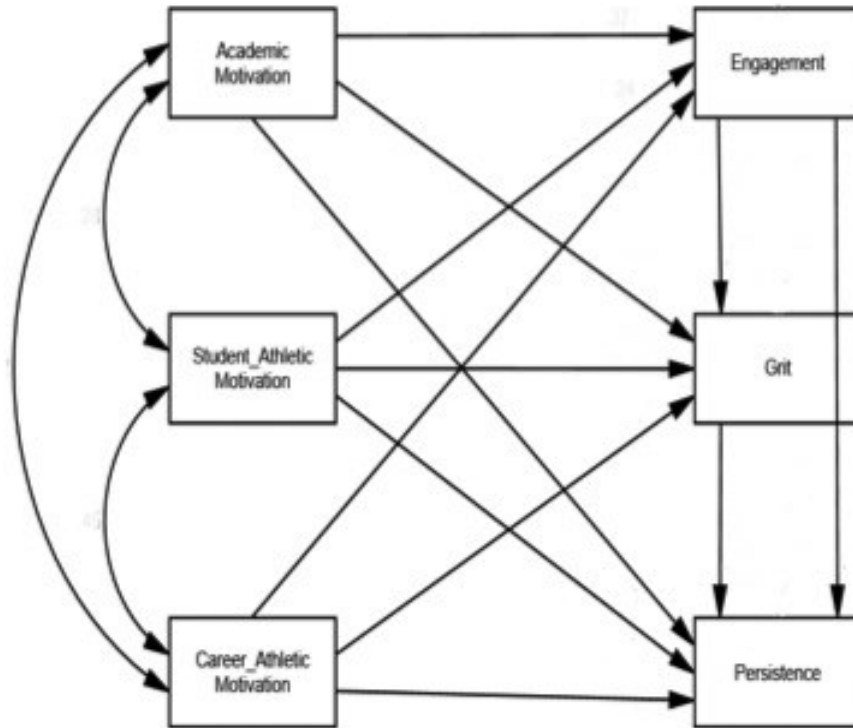 Academic
Motivation
Engagement
Student_Athletic
Motivation
Grit
Career_Athletic
Motivation
Persistence